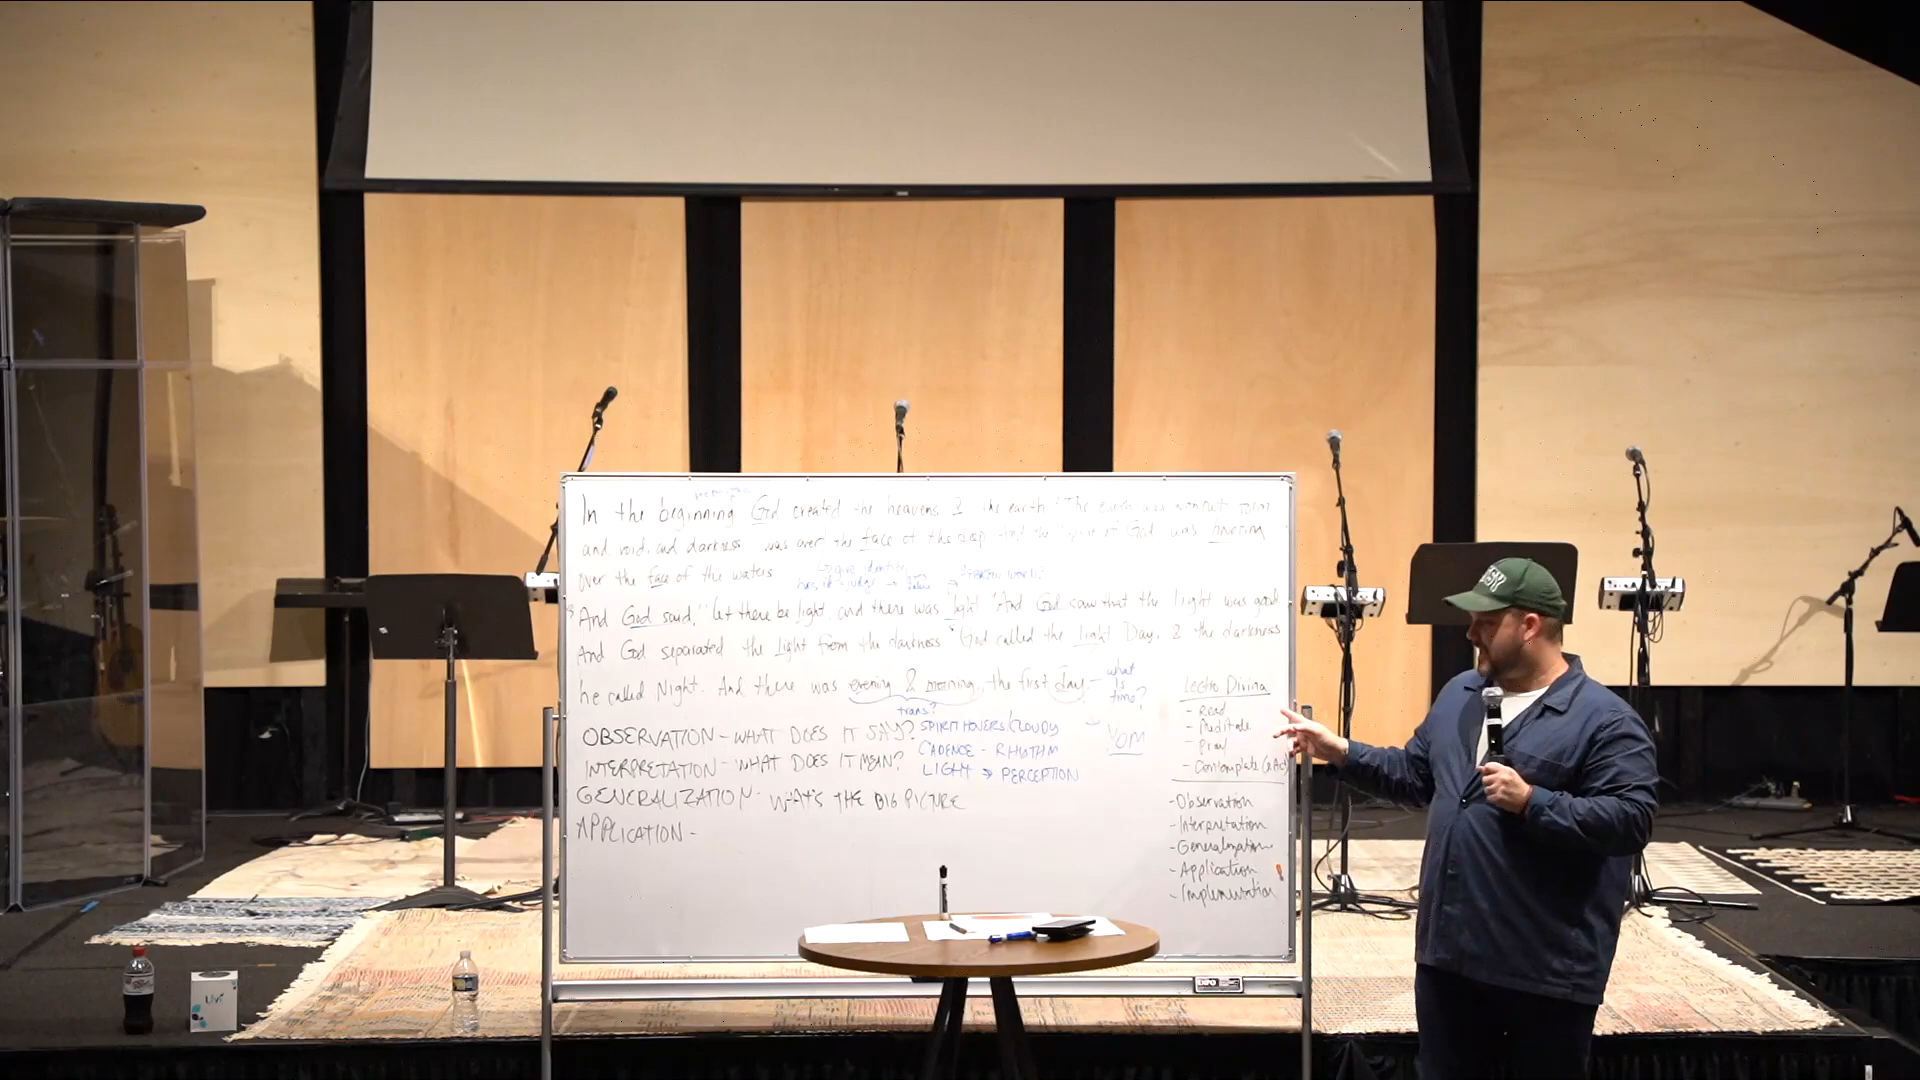 In the beginning God created the heavens & the earth. The earth was without form
and void, and darkness was over the face of the deep and the Spirit of God was hovering
over the face of the waters
to give
And God said, "Let there be light, and there was light "And God saw that the light was good
And God separated the Light from the darkness God called the Light Day, & the darkness
he called Night. And there was evening & morning, the first day.
what
is
time?
trans?
Yom
OBSERVATION - WHAT DOES IT SAY?
INTERPRETATION - WHAT DOES IT MEAN?
GENERALIZATION - WHAT'S THE BIG PICTURE
APPLICATION -
SPIRIT HOVERS/CLOUDY
CADENCE - RHYTHM
LIGHT → PERCEPTION
Lectio Divina
- Read
- Meditate
- Pray
- Contemplate
- Observation
- Interpretation
- Generalization
- Application
- Implementation
EXPO